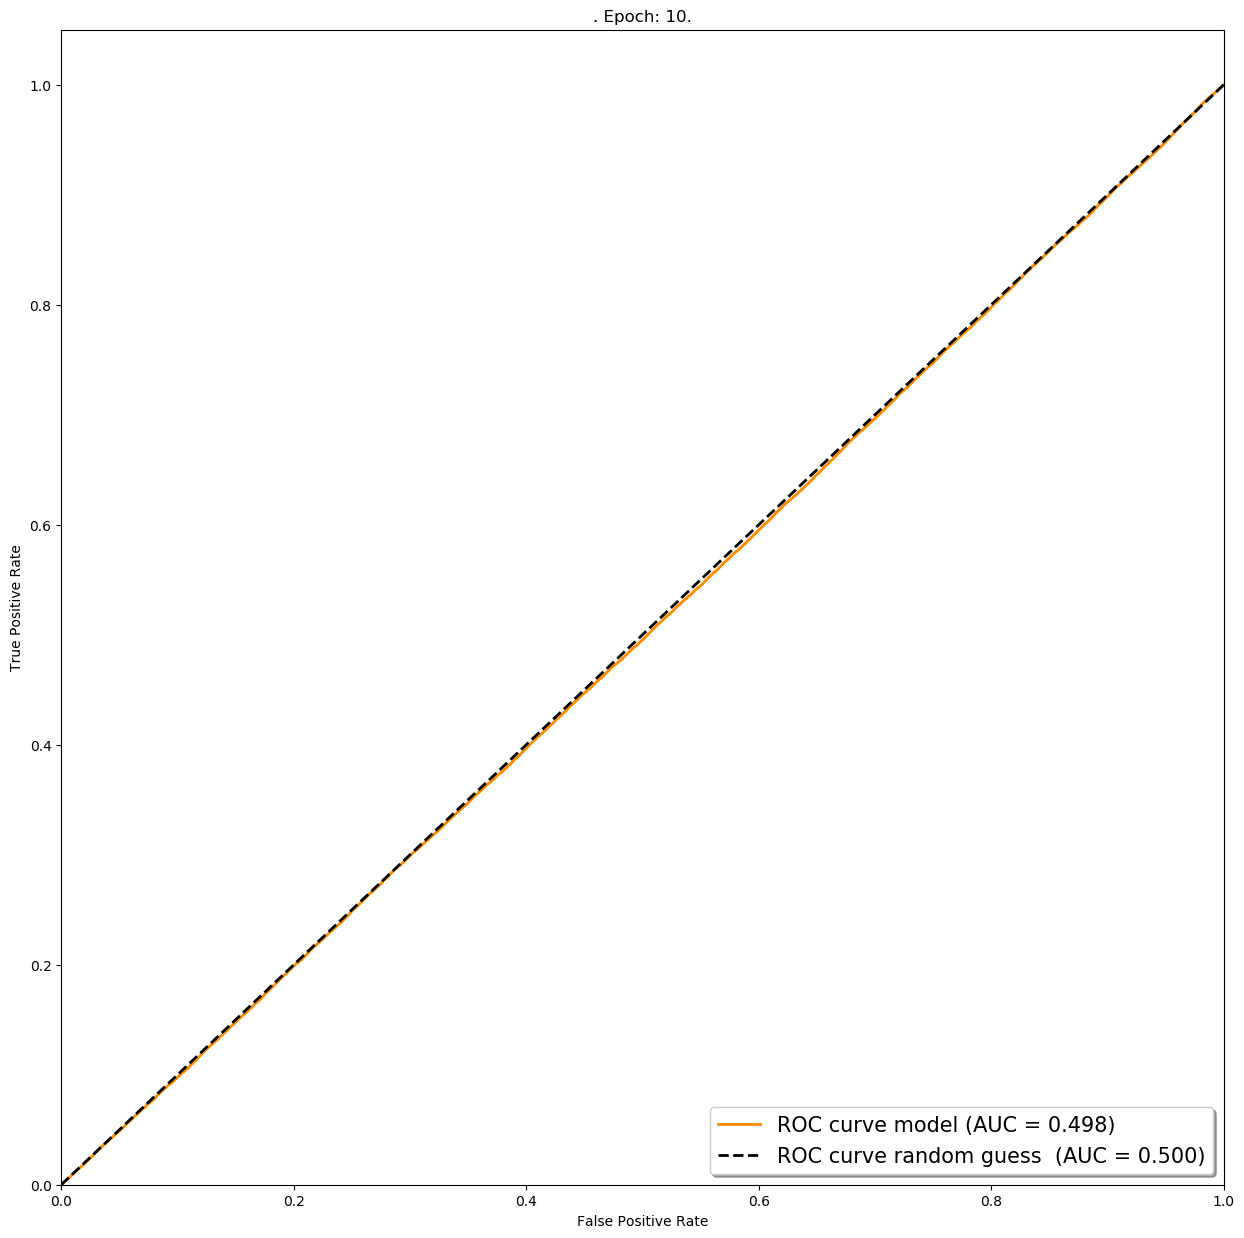 . Epoch: 10.
True Positive Rate
1.0
0.8
0.6
0.4
0.2
0.0
0.0 0.2 0.4 0.6 0.8 1.0
False Positive Rate
ROC curve model (AUC = 0.498)
ROC curve random guess  (AUC = 0.500)